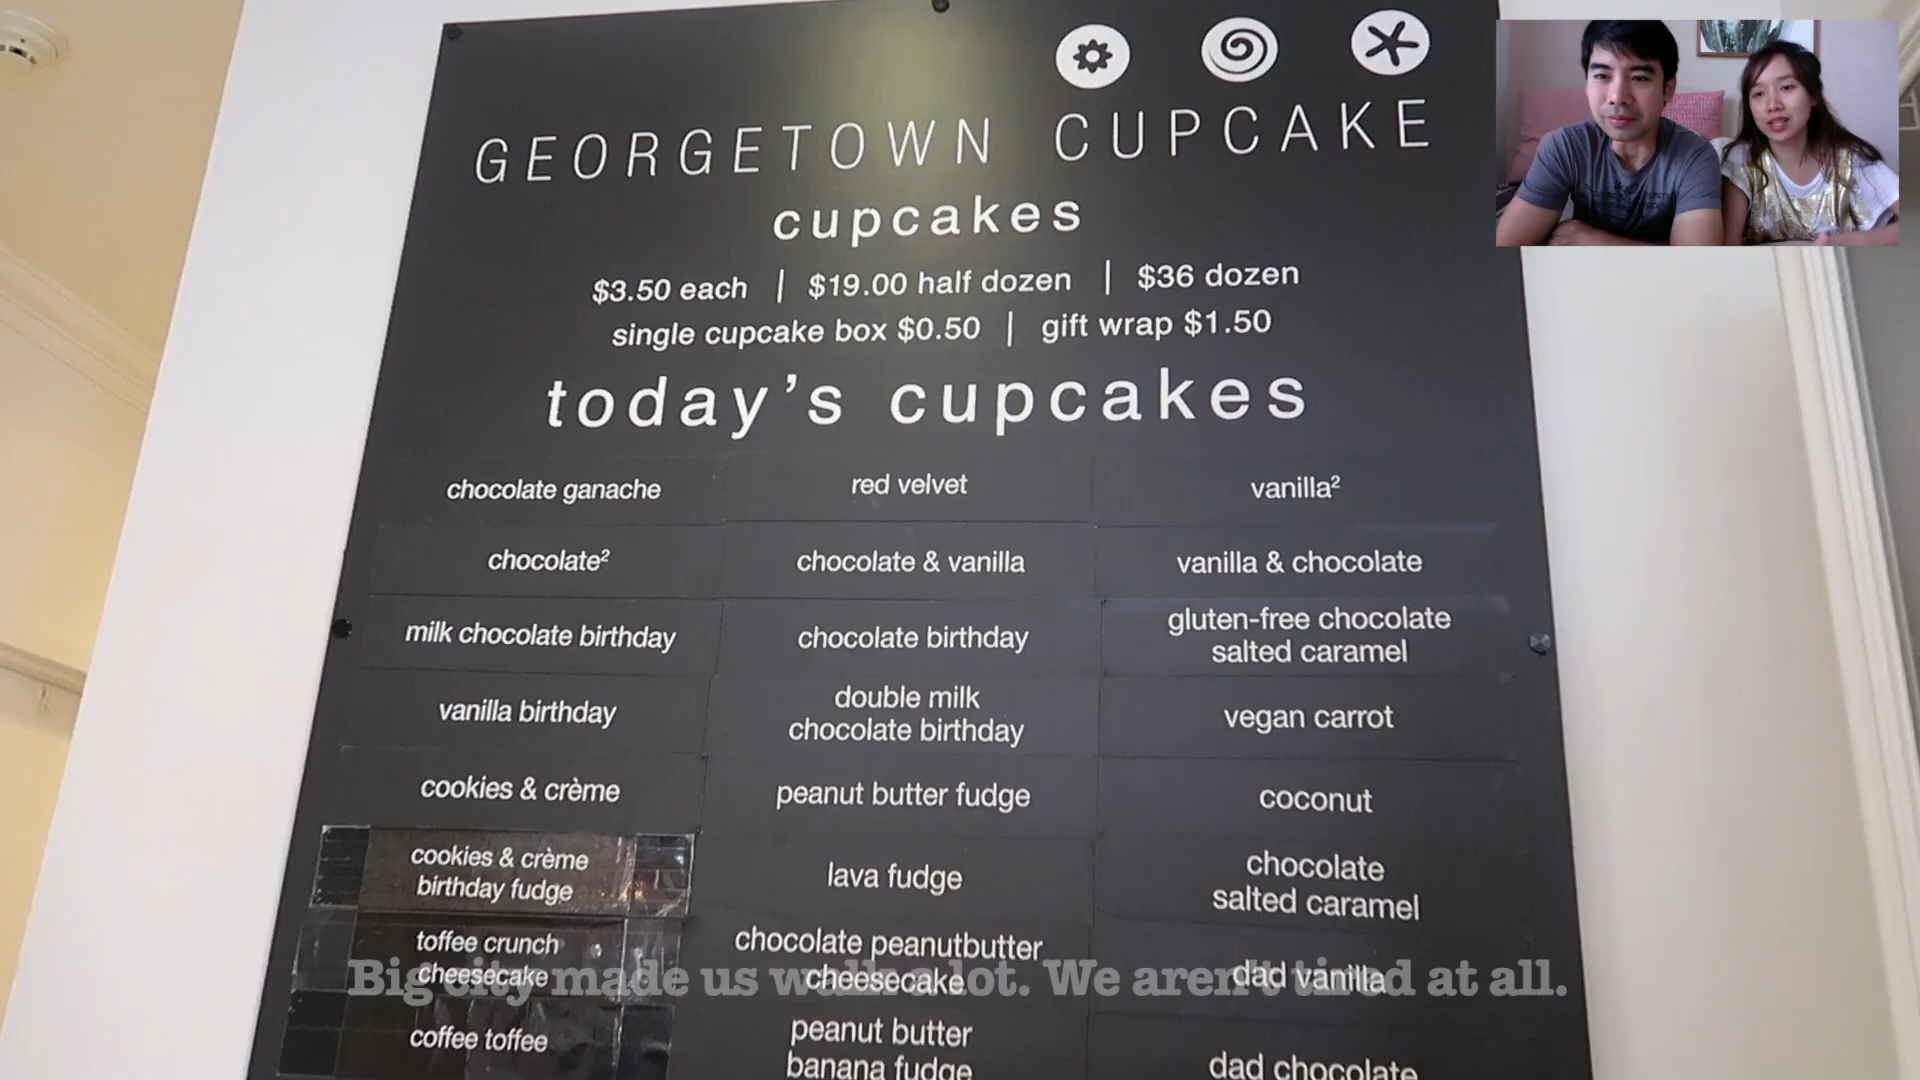 GEORGETOWN CUPCAKE
cupcakes
$3.50 each | $19.00 half dozen | $36 dozen
single cupcake box $0.50 | gift wrap $1.50
today's cupcakes
chocolate ganache
red velvet
vanilla²
chocolate²
chocolate & vanilla
vanilla & chocolate
milk chocolate birthday
chocolate birthday
gluten-free chocolate
salted caramel
vanilla birthday
double milk
chocolate birthday
vegan carrot
cookies & crème
peanut butter fudge
coconut
cookies & crème
birthday fudge
lava fudge
chocolate
salted caramel
toffee crunch
cheesecake
chocolate peanutbutter
cheesecake
dad vanilla
coffee toffee
peanut butter
banana fudge
dad chocolate
Big city made us walk a lot. We aren't tired at all.